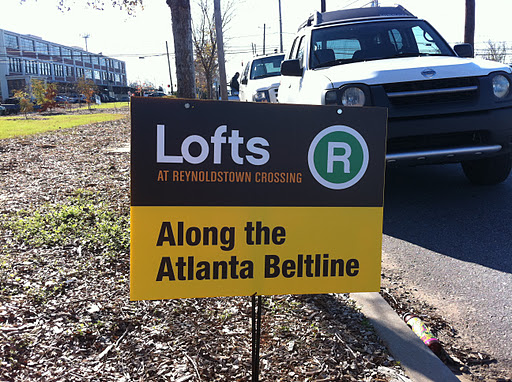 Lofts
R
AT REYNOLDSTOWN CROSSING
Along the
Atlanta Beltline